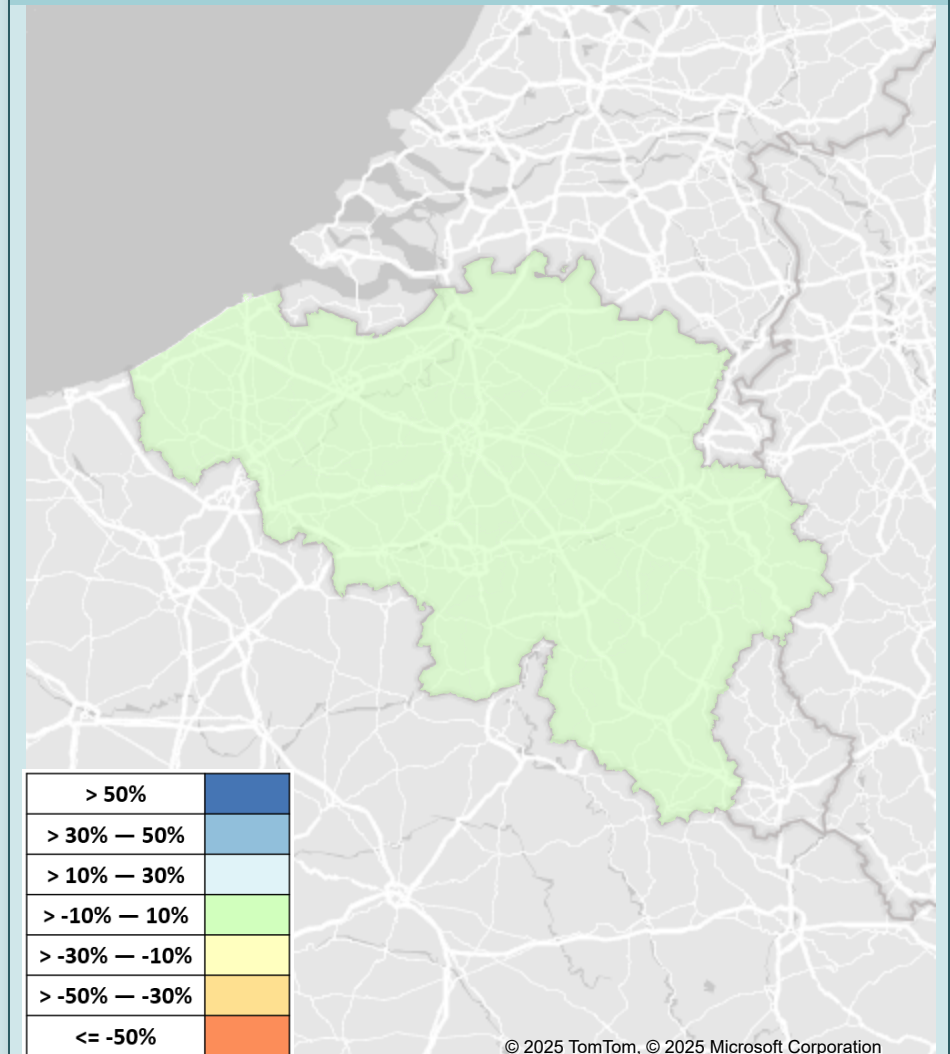 > 50%
> 30% — 50%
> 10% — 30%
> -10% — 10%
> -30% — -10%
> -50% — -30%
<= -50%
© 2025 TomTom, © 2025 Microsoft Corporation